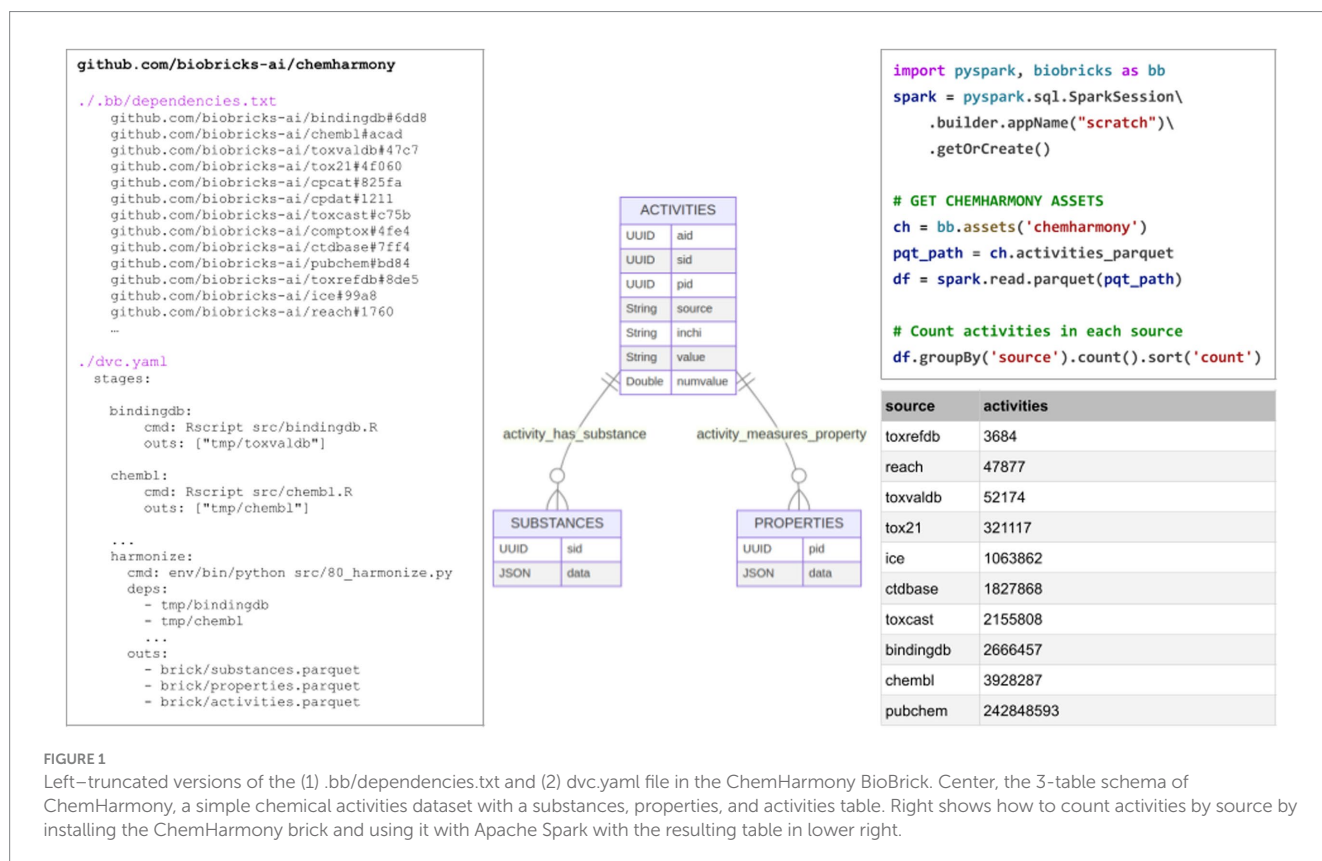 github.com/biobricks-ai/chemharmony
./.bb/dependencies.txt
github.com/biobricks-ai/bindingdb#6dd8
github.com/biobricks-ai/chembl#acad
github.com/biobricks-ai/toxvaldb#47c7
github.com/biobricks-ai/tox21#4f060
github.com/biobricks-ai/cpcat#825fa
github.com/biobricks-ai/cpdat#1211
github.com/biobricks-ai/toxcast#c75b
github.com/biobricks-ai/comptox#4fe4
github.com/biobricks-ai/ctdbase#7ff4
github.com/biobricks-ai/pubchem#bd84
github.com/biobricks-ai/toxrefdb#8de5
github.com/biobricks-ai/ice#99a8
github.com/biobricks-ai/reach#1760
…
./dvc.yaml
stages:
bindingdb:
cmd: Rscript src/bindingdb.R
outs: ["tmp/toxvaldb"]
chembl:
cmd: Rscript src/chembl.R
outs: ["tmp/chembl"]
...
harmonize:
cmd: env/bin/python src/80_harmonize.py
deps:
- tmp/bindingdb
- tmp/chembl
...
outs:
- brick/substances.parquet
- brick/properties.parquet
- brick/activities.parquet
ACTIVITIES
UUID aid
UUID sid
UUID pid
String source
String inchi
String value
Double numvalue
activity_has_substance activity_measures_property
SUBSTANCES
UUID sid
JSON data
PROPERTIES
UUID pid
JSON data
import pyspark, biobricks as bb
spark = pyspark.sql.SparkSession\
.builder.appName("scratch")\
.getOrCreate()
# GET CHEMHARMONY ASSETS
ch = bb.assets('chemharmony')
pqt_path = ch.activities_parquet
df = spark.read.parquet(pqt_path)
# Count activities in each source
df.groupBy('source').count().sort('count')
source activities
toxrefdb 3684
reach 47877
toxvaldb 52174
tox21 321117
ice 1063862
ctdbase 1827868
toxcast 2155808
bindingdb 2666457
chembl 3928287
pubchem 242848593
FIGURE 1
Left–truncated versions of the (1) .bb/dependencies.txt and (2) dvc.yaml file in the ChemHarmony BioBrick. Center, the 3-table schema of
ChemHarmony, a simple chemical activities dataset with a substances, properties, and activities table. Right shows how to count activities by source by
installing the ChemHarmony brick and using it with Apache Spark with the resulting table in lower right.